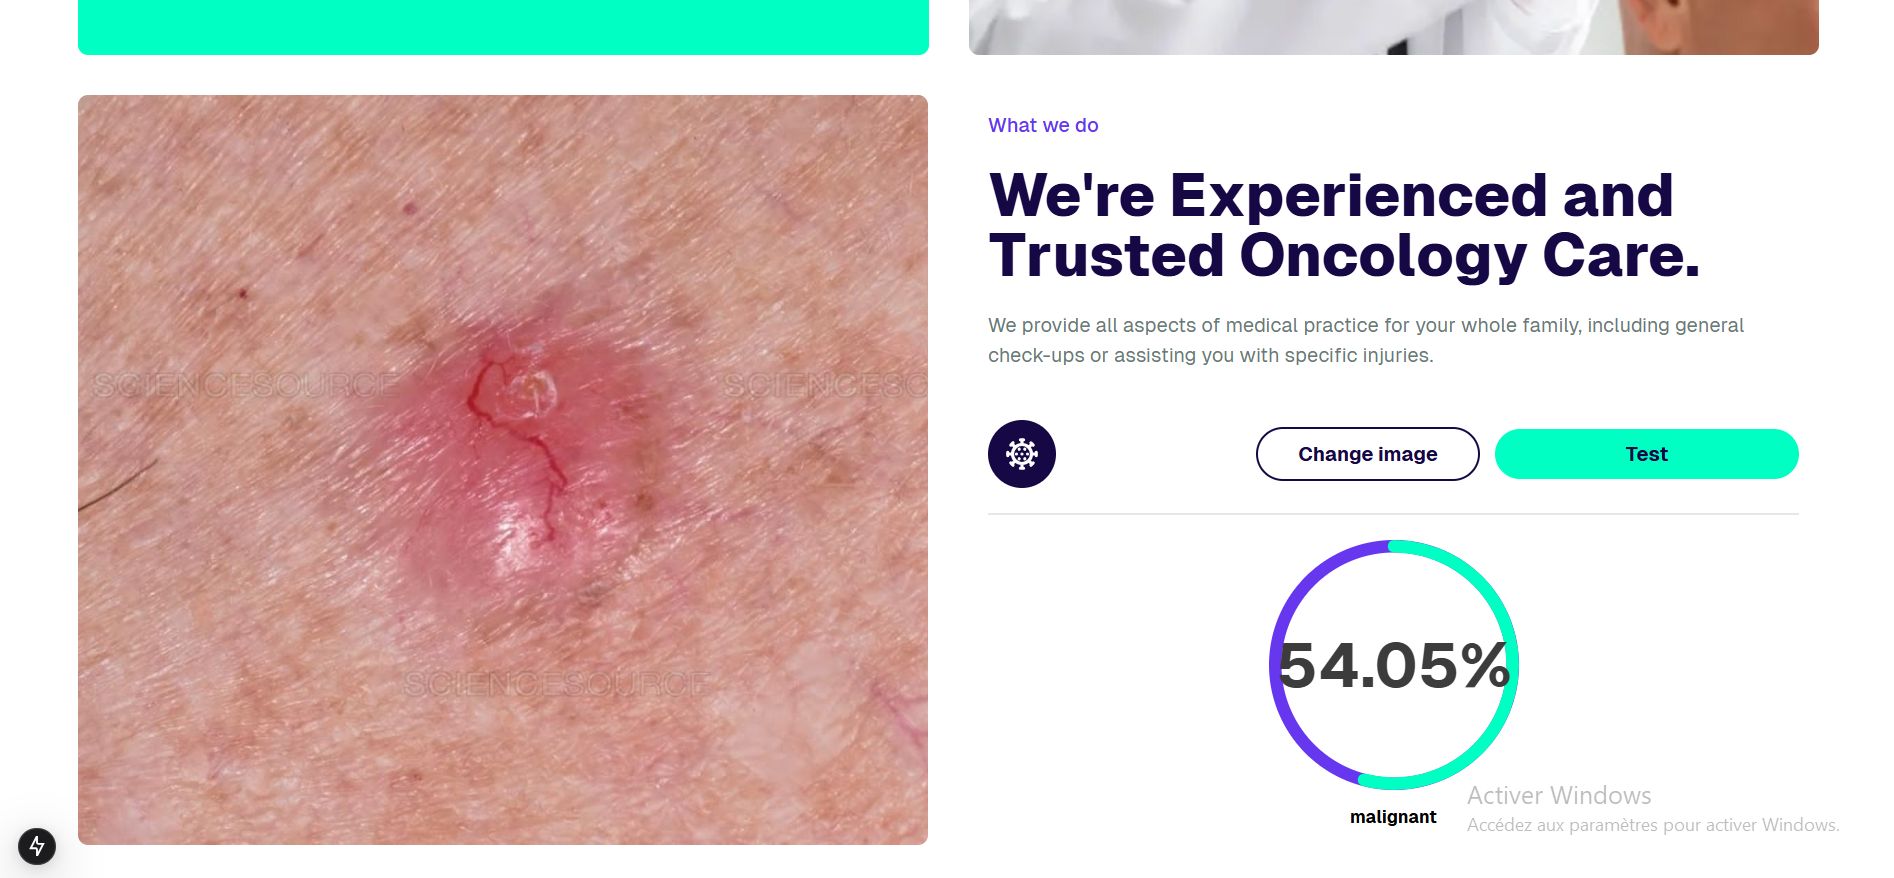 What we do
We're Experienced and
Trusted Oncology Care.
We provide all aspects of medical practice for your whole family, including general
check-ups or assisting you with specific injuries.
SCIENCESOURCE
SCIENCESC
Change image
Test
SCIENCESOURCE
54.05%
malignant
Activer Windows
Accédez aux paramètres pour activer Windows.